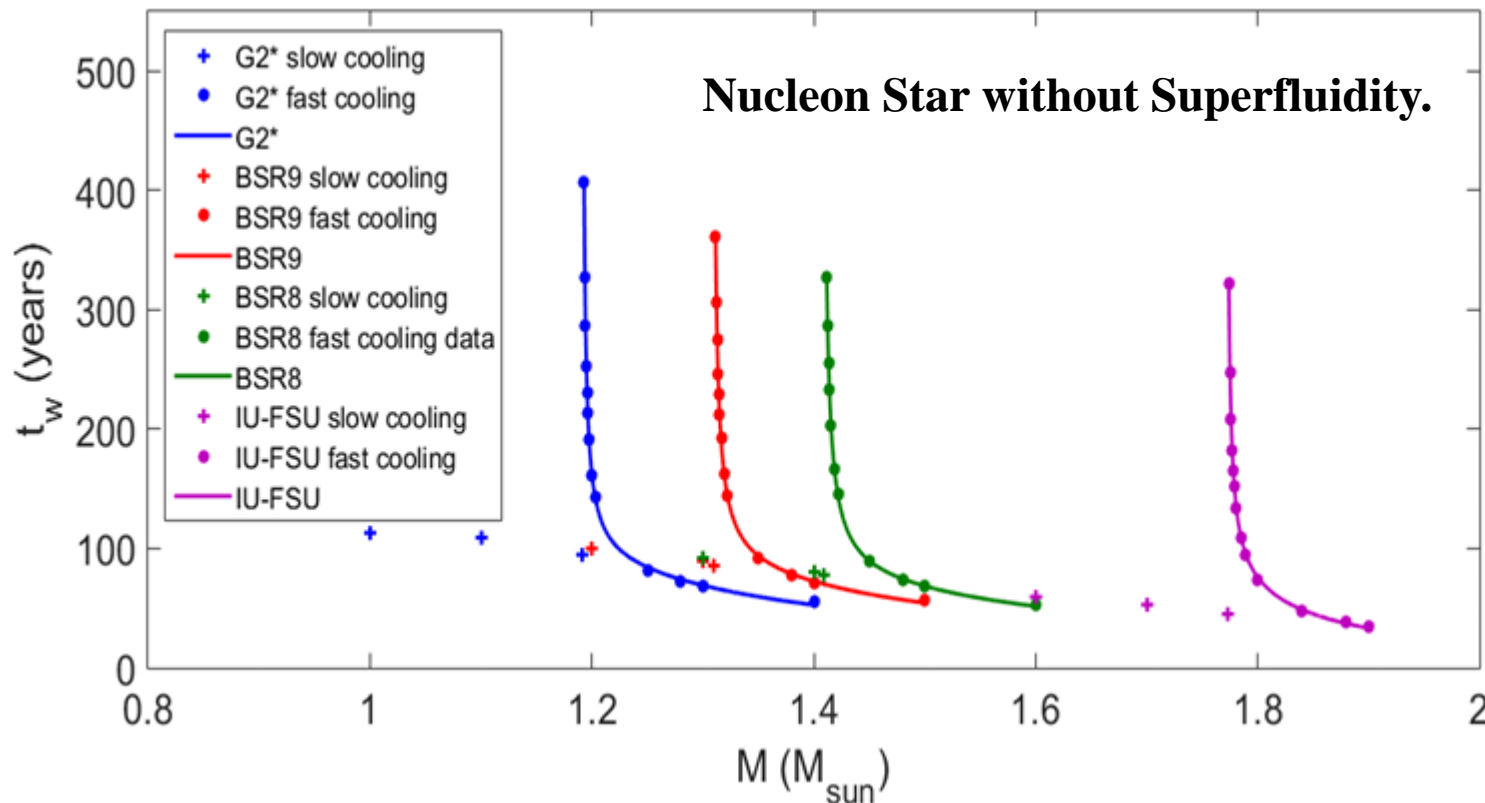 Nucleon Star without Superfluidity.
G2* slow cooling
G2* fast cooling
G2*
BSR9 slow cooling
BSR9 fast cooling
BSR9
BSR8 slow cooling
BSR8 fast cooling data
BSR8
IU-FSU slow cooling
IU-FSU fast cooling
IU-FSU
t_w (years)
500
400
300
200
100
0
0.8 1 1.2 1.4 1.6 1.8 2
M (M_sun)